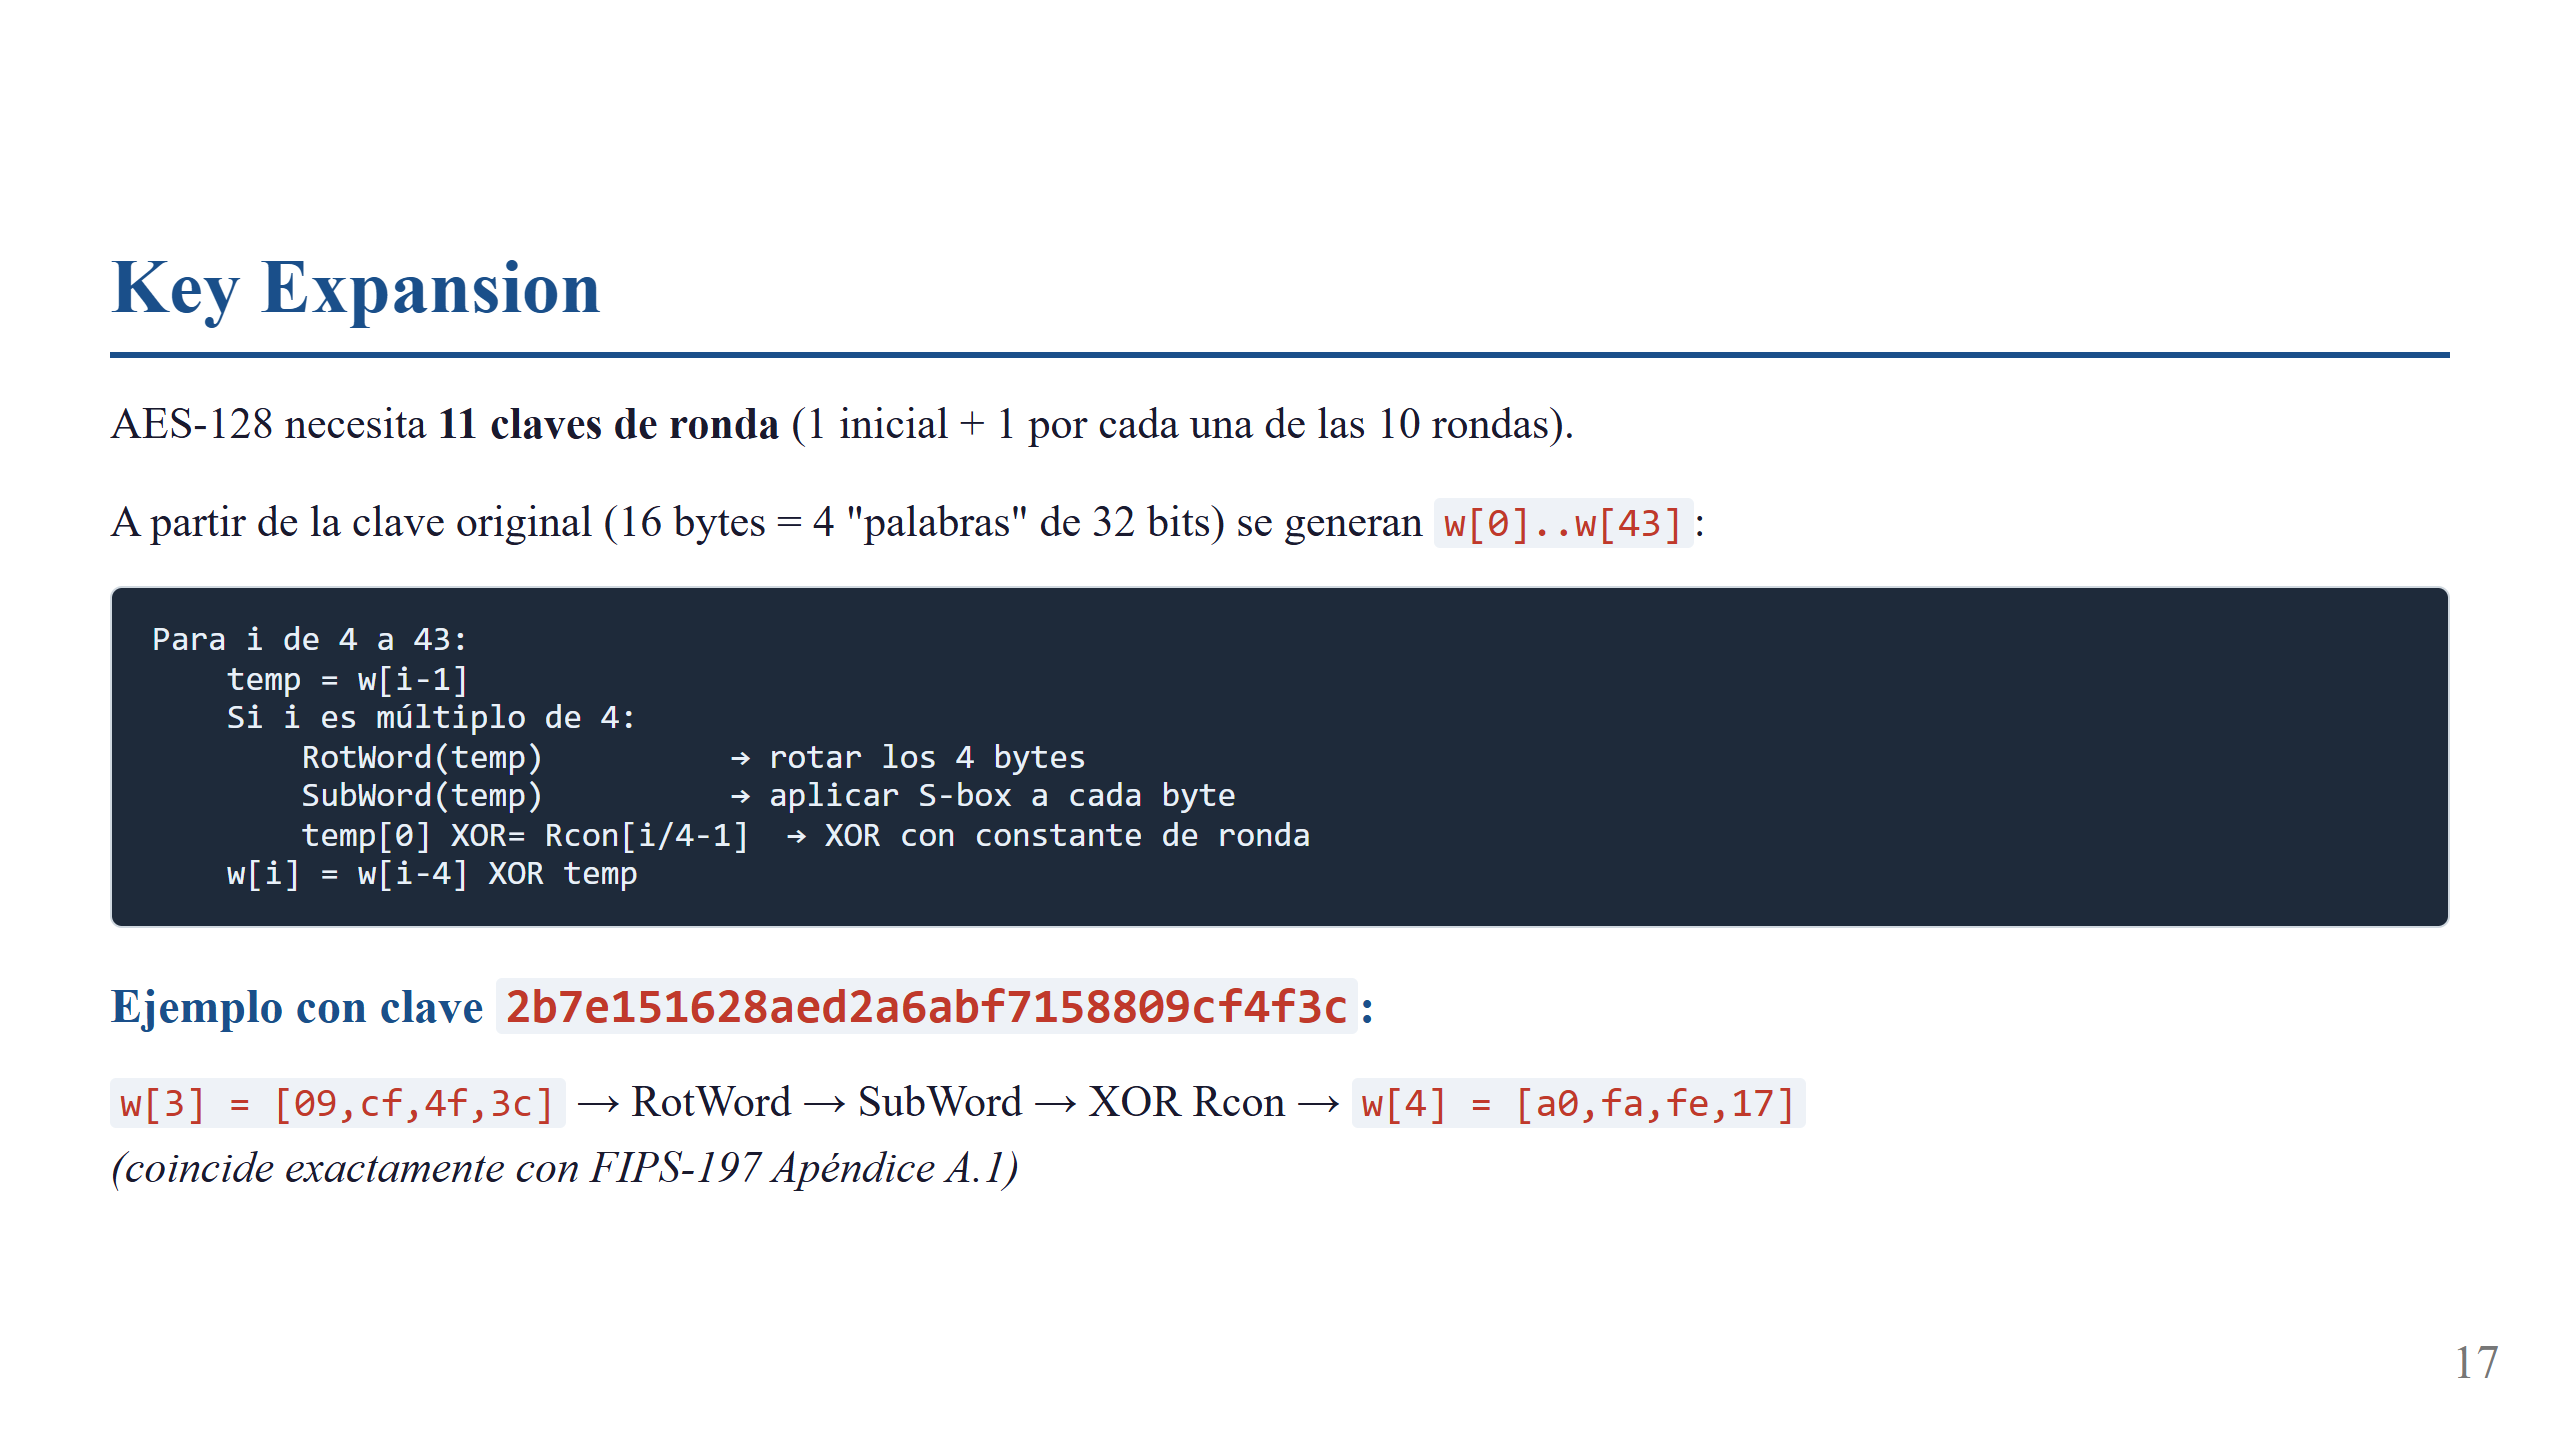 Key Expansion
AES-128 necesita 11 claves de ronda (1 inicial + 1 por cada una de las 10 rondas).
A partir de la clave original (16 bytes = 4 "palabras" de 32 bits) se generan w[0]..w[43]:
Para i de 4 a 43:
    temp = w[i-1]
    Si i es múltiplo de 4:
        RotWord(temp)          → rotar los 4 bytes
        SubWord(temp)          → aplicar S-box a cada byte
        temp[0] XOR= Rcon[i/4-1]  → XOR con constante de ronda
    w[i] = w[i-4] XOR temp
Ejemplo con clave 2b7e151628aed2a6abf7158809cf4f3c:
w[3] = [09,cf,4f,3c] → RotWord → SubWord → XOR Rcon → w[4] = [a0,fa,fe,17]
(coincide exactamente con FIPS-197 Apéndice A.1)
17